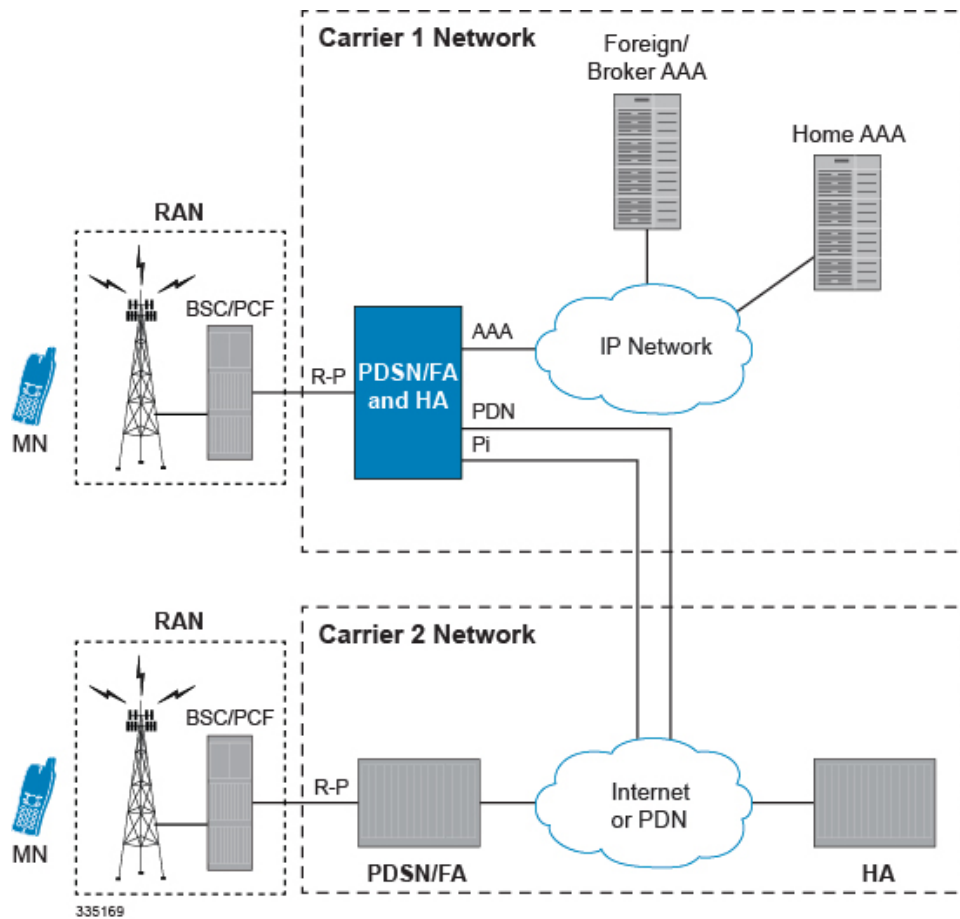 Carrier 1 Network
Foreign/
Broker AAA
Home AAA
RAN
BSC/PCF
MN
R-P
PDSN/FA
and HA
AAA
IP Network
PDN
Pi
RAN
Carrier 2 Network
BSC/PCF
MN
R-P
PDSN/FA
Internet
or PDN
HA
335169